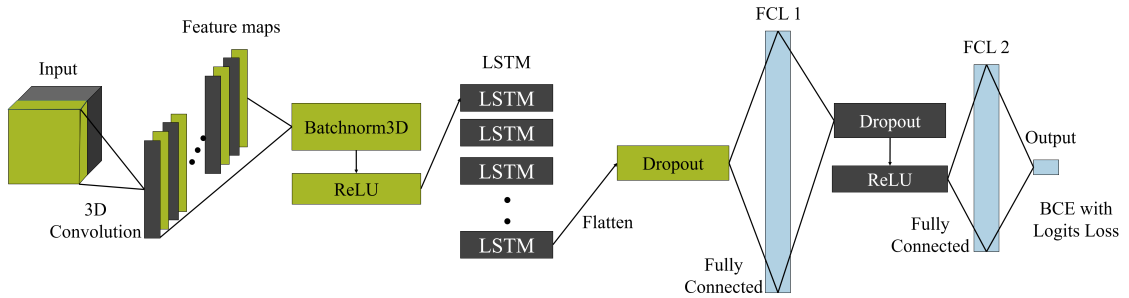 Input
3D
Convolution
Feature maps
Batchnorm3D
ReLU
LSTM
LSTM
LSTM
LSTM
LSTM
Flatten
Dropout
FCL 1
Fully
Connected
Dropout
ReLU
Fully
Connected
FCL 2
Output
BCE with
Logits Loss